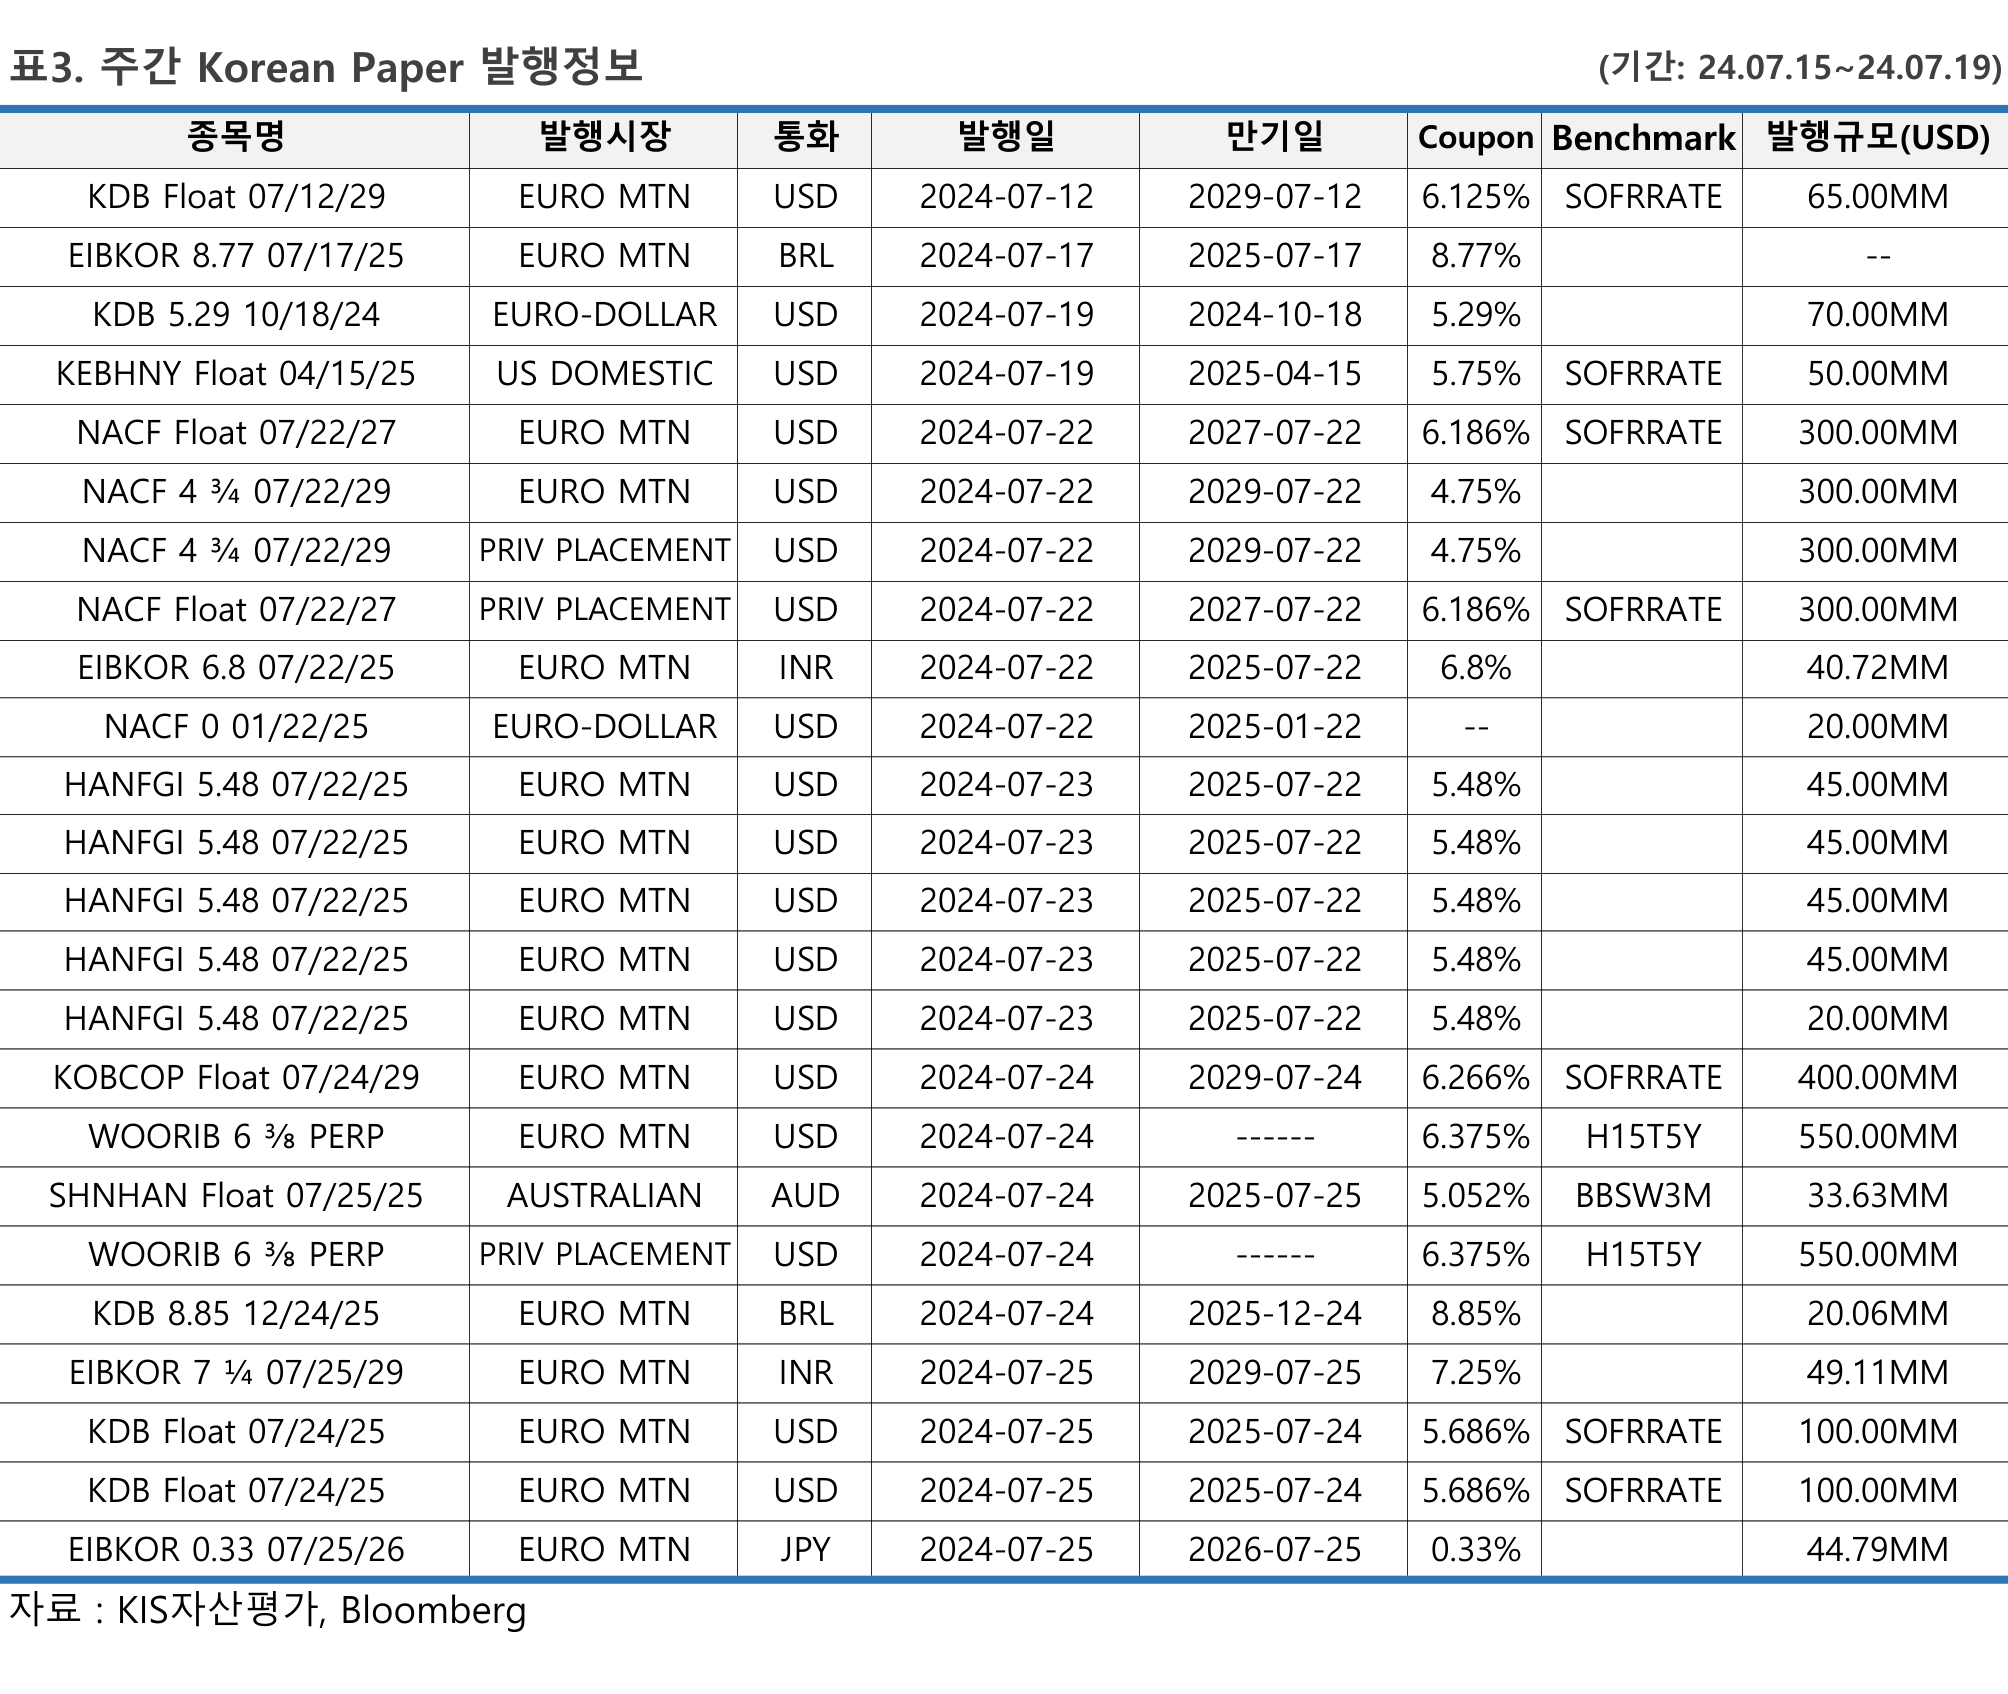 표3. 주간 Korean Paper 발행정보 (기간: 24.07.15~24.07.19)
종목명 발행시장 통화 발행일 만기일 Coupon Benchmark 발행규모(USD)
KDB Float 07/12/29 EURO MTN USD 2024-07-12 2029-07-12 6.125% SOFRRATE 65.00MM
EIBKOR 8.77 07/17/25 EURO MTN BRL 2024-07-17 2025-07-17 8.77% --
KDB 5.29 10/18/24 EURO-DOLLAR USD 2024-07-19 2024-10-18 5.29% 70.00MM
KEBHNY Float 04/15/25 US DOMESTIC USD 2024-07-19 2025-04-15 5.75% SOFRRATE 50.00MM
NACF Float 07/22/27 EURO MTN USD 2024-07-22 2027-07-22 6.186% SOFRRATE 300.00MM
NACF 4 ¾ 07/22/29 EURO MTN USD 2024-07-22 2029-07-22 4.75% 300.00MM
NACF 4 ¾ 07/22/29 PRIV PLACEMENT USD 2024-07-22 2029-07-22 4.75% 300.00MM
NACF Float 07/22/27 PRIV PLACEMENT USD 2024-07-22 2027-07-22 6.186% SOFRRATE 300.00MM
EIBKOR 6.8 07/22/25 EURO MTN INR 2024-07-22 2025-07-22 6.8% 40.72MM
NACF 0 01/22/25 EURO-DOLLAR USD 2024-07-22 2025-01-22 -- 20.00MM
HANFGI 5.48 07/22/25 EURO MTN USD 2024-07-23 2025-07-22 5.48% 45.00MM
HANFGI 5.48 07/22/25 EURO MTN USD 2024-07-23 2025-07-22 5.48% 45.00MM
HANFGI 5.48 07/22/25 EURO MTN USD 2024-07-23 2025-07-22 5.48% 45.00MM
HANFGI 5.48 07/22/25 EURO MTN USD 2024-07-23 2025-07-22 5.48% 45.00MM
HANFGI 5.48 07/22/25 EURO MTN USD 2024-07-23 2025-07-22 5.48% 20.00MM
KOBCOP Float 07/24/29 EURO MTN USD 2024-07-24 2029-07-24 6.266% SOFRRATE 400.00MM
WOORIB 6 ⅜ PERP EURO MTN USD 2024-07-24 ------ 6.375% H15T5Y 550.00MM
SHNHAN Float 07/25/25 AUSTRALIAN AUD 2024-07-24 2025-07-25 5.052% BBSW3M 33.63MM
WOORIB 6 ⅜ PERP PRIV PLACEMENT USD 2024-07-24 ------ 6.375% H15T5Y 550.00MM
KDB 8.85 12/24/25 EURO MTN BRL 2024-07-24 2025-12-24 8.85% 20.06MM
EIBKOR 7 ¼ 07/25/29 EURO MTN INR 2024-07-25 2029-07-25 7.25% 49.11MM
KDB Float 07/24/25 EURO MTN USD 2024-07-25 2025-07-24 5.686% SOFRRATE 100.00MM
KDB Float 07/24/25 EURO MTN USD 2024-07-25 2025-07-24 5.686% SOFRRATE 100.00MM
EIBKOR 0.33 07/25/26 EURO MTN JPY 2024-07-25 2026-07-25 0.33% 44.79MM
자료 : KIS자산평가, Bloomberg